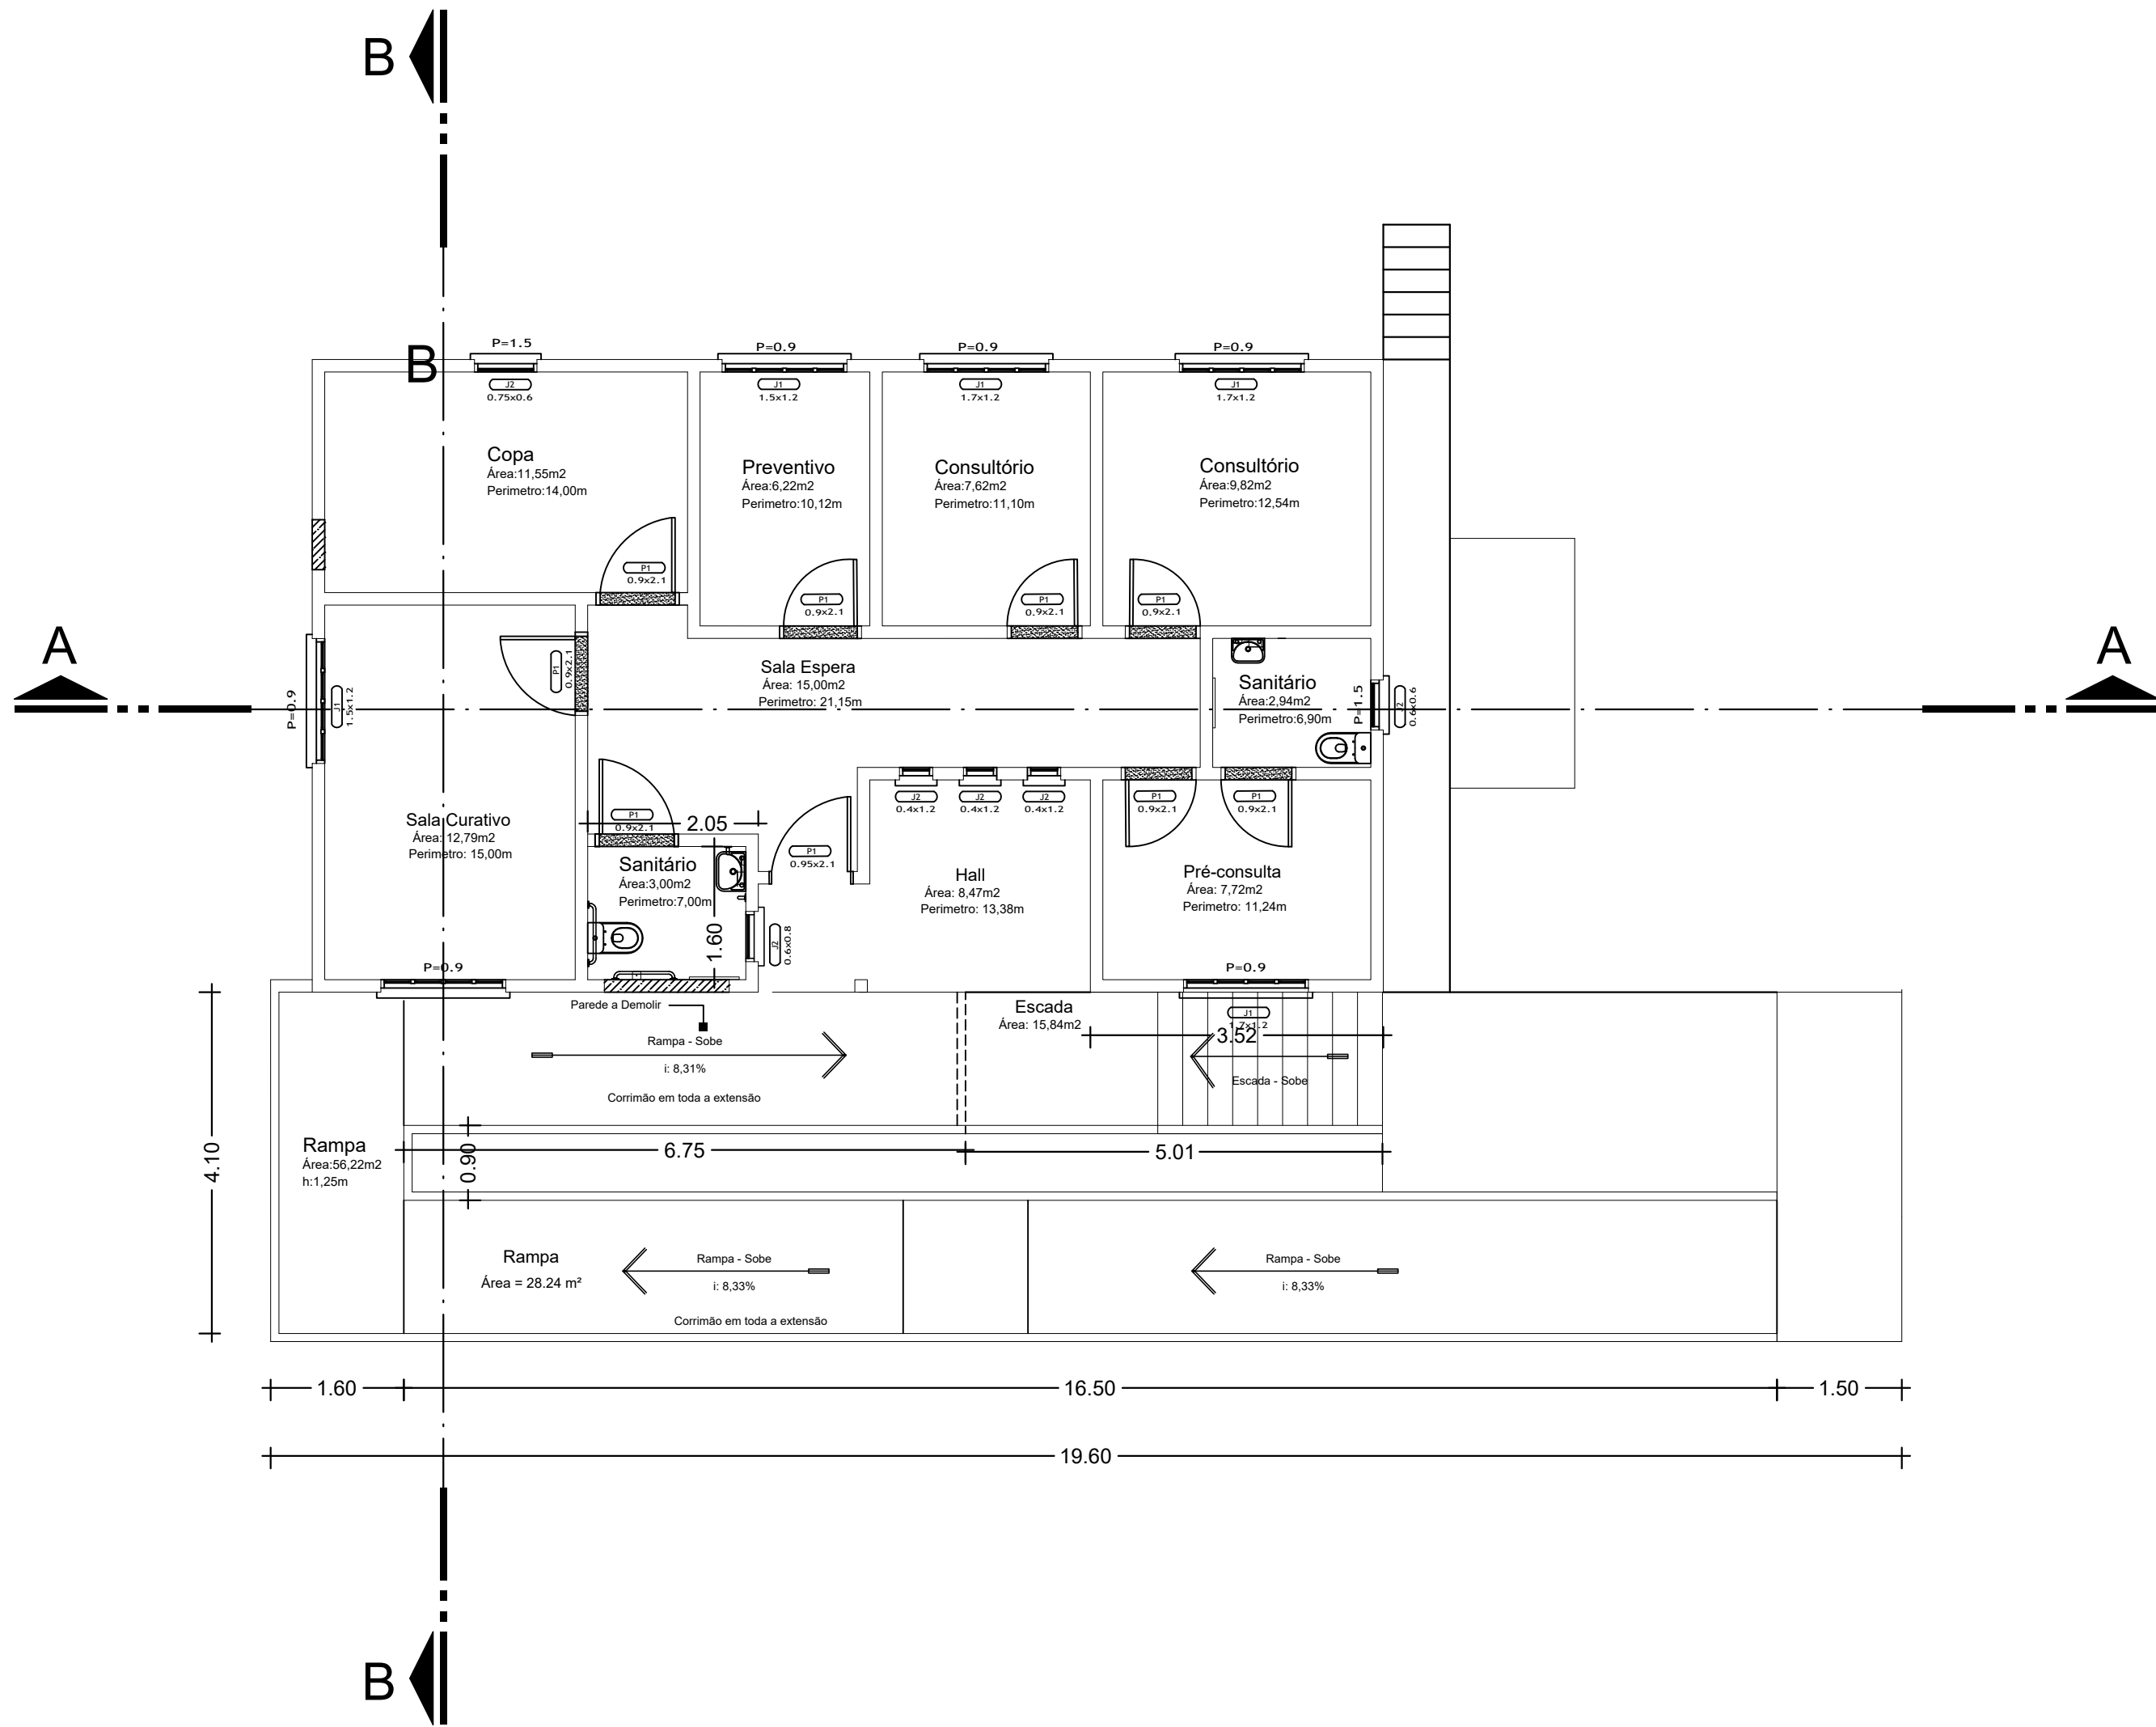 B
B
P=1.5
P=0.9
P=0.9
P=0.9
J2
0.75x0.6
J1
1.5x1.2
J1
1.7x1.2
J1
1.7x1.2
Copa
Área:11,55m2
Perimetro:14,00m
Preventivo
Área:6,22m2
Perimetro:10,12m
Consultório
Área:7,62m2
Perimetro:11,10m
Consultório
Área:9,82m2
Perimetro:12,54m
P1
0.9x2.1
P1
0.9x2.1
P1
0.9x2.1
P1
0.9x2.1
A
A
P=0.9
J1
1.5x1.2
P1
0.9x2.1
Sala Espera
Área: 15,00m2
Perimetro: 21,15m
Sanitário
Área:2,94m2
Perimetro:6,90m
P=1.5
J2
0.6x0.6
Sala Curativo
Área: 12,79m2
Perimetro: 15,00m
P1
0.9x2.1
2.05
P1
0.95x2.1
J2
0.4x1.2
J2
0.4x1.2
J2
0.4x1.2
P1
0.9x2.1
P1
0.9x2.1
Sanitário
Área:3,00m2
Perimetro:7,00m
1.60
J2
0.6x0.8
Hall
Área: 8,47m2
Perimetro: 13,38m
Pré-consulta
Área: 7,72m2
Perimetro: 11,24m
P=0.9
P=0.9
Parede a Demolir
Escada
Área: 15,84m2
J1
1.7x1.2
3.52
Rampa - Sobe
i: 8,31%
Corrimão em toda a extensão
Escada - Sobe
4.10
Rampa
Área:56,22m2
h:1,25m
0.90
6.75
5.01
Rampa
Área = 28.24 m²
Rampa - Sobe
i: 8,33%
Corrimão em toda a extensão
Rampa - Sobe
i: 8,33%
1.60
16.50
1.50
19.60
B